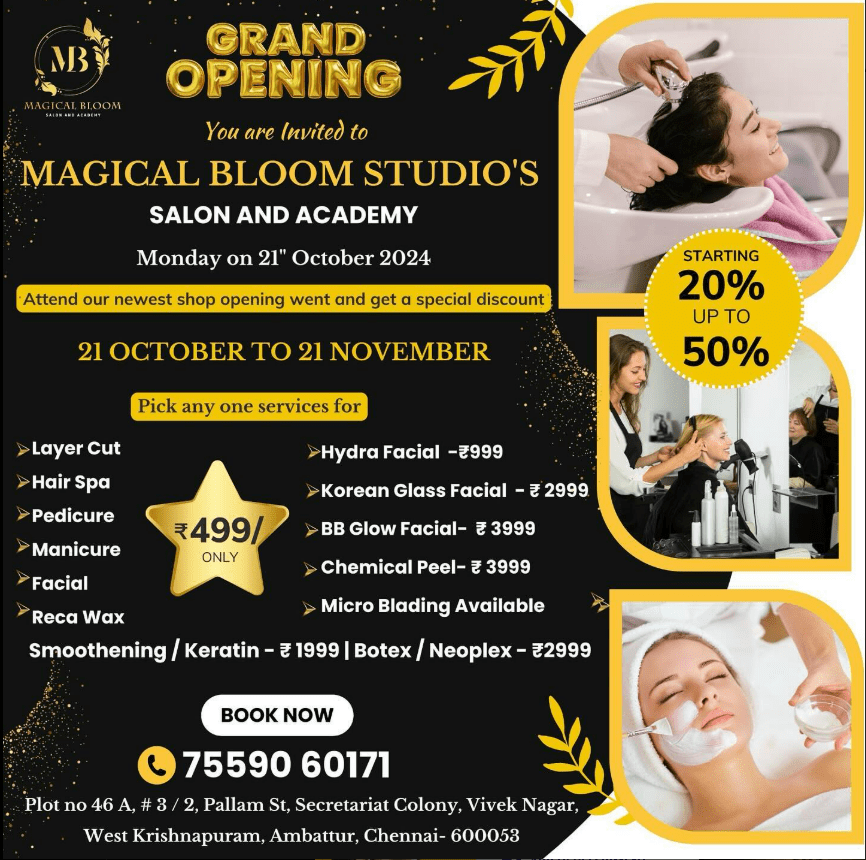 MB
MAGICAL BLOOM
SALON AND ACADEMY
GRAND
OPENING
You are Invited to
MAGICAL BLOOM STUDIO'S
SALON AND ACADEMY
Monday on 21" October 2024
Attend our newest shop opening went and get a special discount
21 OCTOBER TO 21 NOVEMBER
STARTING
20%
UP TO
50%
Pick any one services for
Layer Cut
Hair Spa
Pedicure
Manicure
Facial
Reca Wax
₹499/
ONLY
Hydra Facial -₹999
Korean Glass Facial - ₹ 2999
BB Glow Facial- ₹ 3999
Chemical Peel- ₹ 3999
Micro Blading Available
Smoothening / Keratin - ₹ 1999 | Botex / Neoplex - ₹2999
BOOK NOW
75590 60171
Plot no 46 A, # 3 / 2, Pallam St, Secretariat Colony, Vivek Nagar,
West Krishnapuram, Ambattur, Chennai- 600053